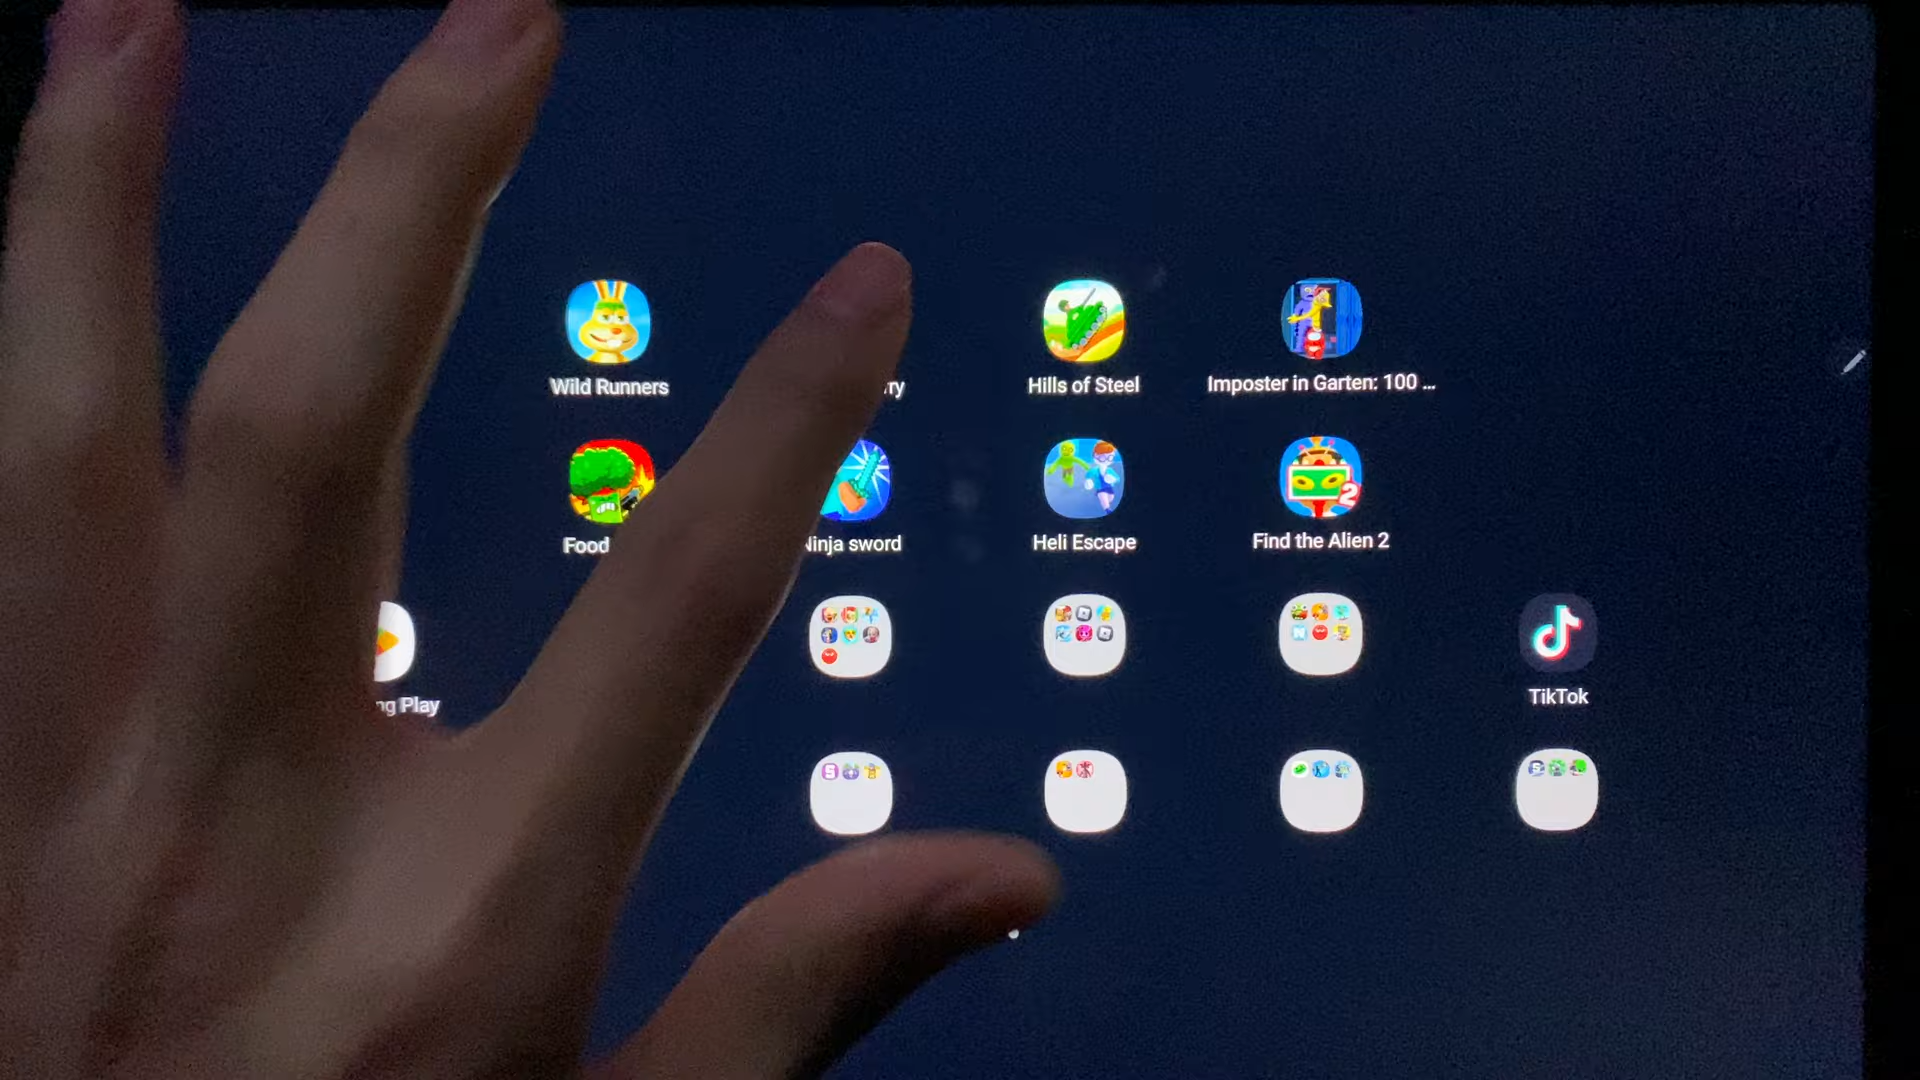 Wild Runners
Hills of Steel
Imposter in Garten: 100 ...
Food
Ninja sword
Heli Escape
Find the Alien 2
2
Play
TikTok